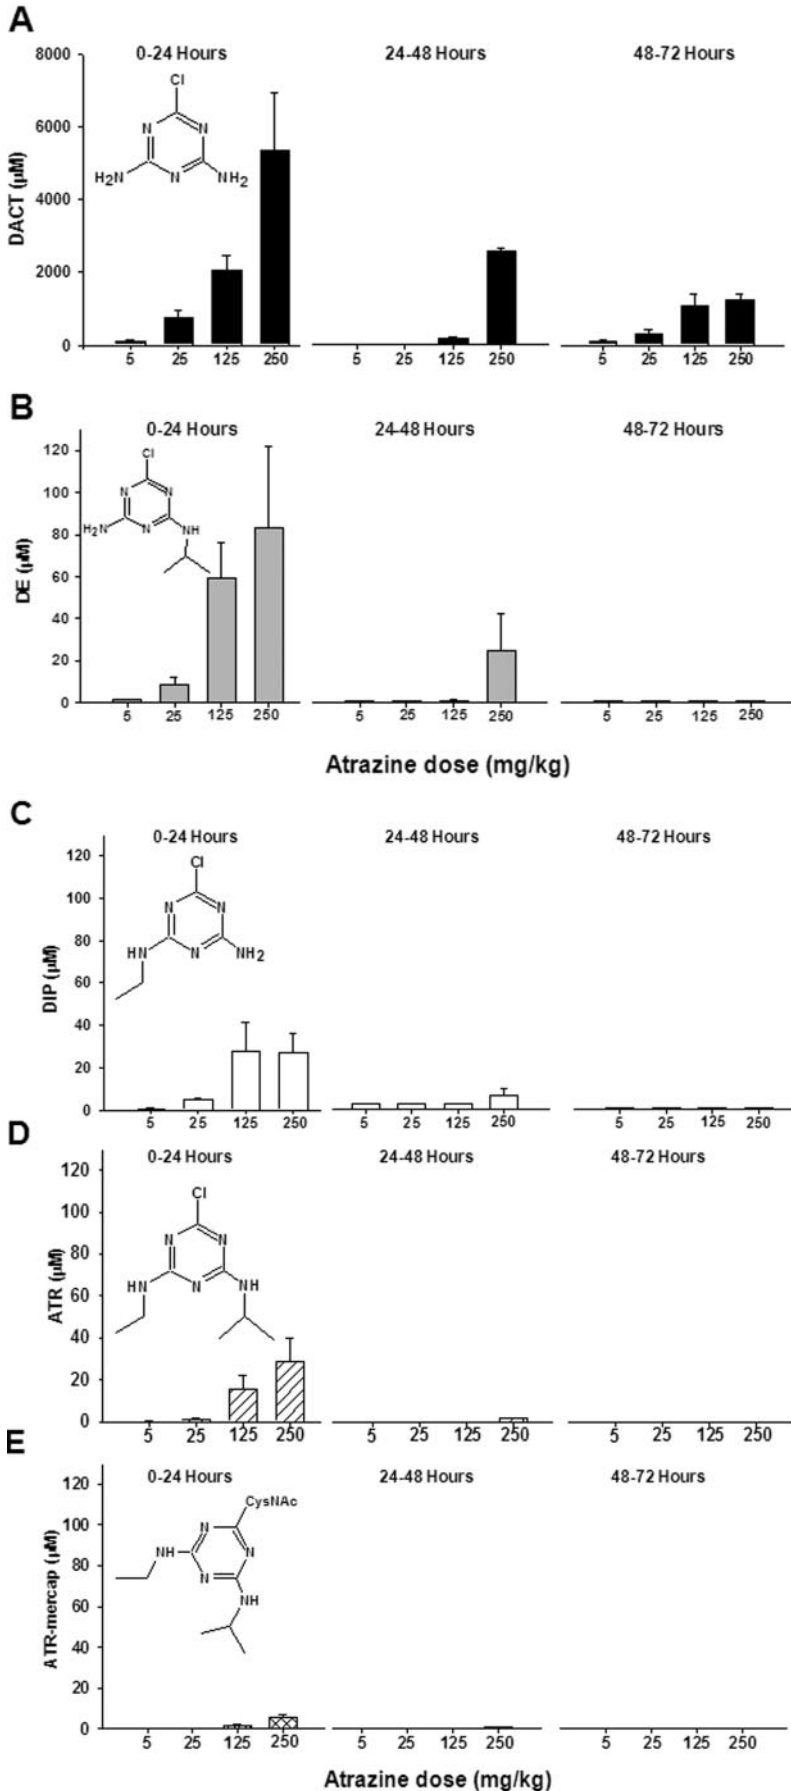 A
0-24 Hours 24-48 Hours 48-72 Hours
8000
6000
4000
2000
0
DACT (µM)
Cl
N N
H2N N NH2
5 25 125 250 5 25 125 250 5 25 125 250
B
0-24 Hours 24-48 Hours 48-72 Hours
120
100
80
60
40
20
0
DE (µM)
Cl
N N
H2N N NH
5 25 125 250 5 25 125 250 5 25 125 250
Atrazine dose (mg/kg)
C
0-24 Hours 24-48 Hours 48-72 Hours
120
100
80
60
40
20
0
DIP (µM)
Cl
N N
HN N NH2
5 25 125 250 5 25 125 250 5 25 125 250
D
0-24 Hours 24-48 Hours 48-72 Hours
120
100
80
60
40
20
0
ATR (µM)
Cl
N N
HN N NH
5 25 125 250 5 25 125 250 5 25 125 250
E
0-24 Hours 24-48 Hours 48-72 Hours
120
100
80
60
40
20
0
ATR-mercap (µM)
CysNAc
N
NH N
N
NH
5 25 125 250 5 25 125 250 5 25 125 250
Atrazine dose (mg/kg)